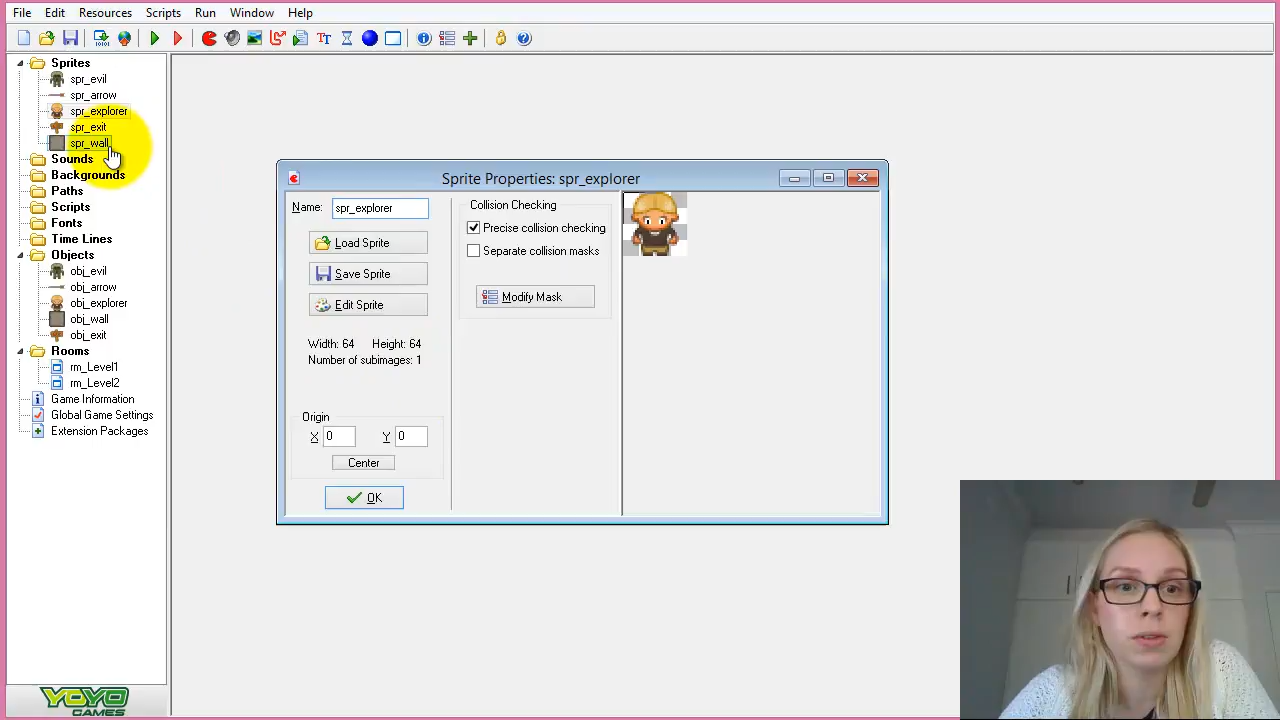 File Edit Resources Scripts Run Window Help
Sprites
spr_evil
spr_arrow
spr_explorer
spr_exit
spr_wall
Sounds
Backgrounds
Paths
Scripts
Fonts
Time Lines
Objects
obj_evil
obj_arrow
obj_explorer
obj_wall
obj_exit
Rooms
rm_Level1
rm_Level2
Game Information
Global Game Settings
Extension Packages
YOYO
GAMES
Sprite Properties: spr_explorer
Name: spr_explorer
Load Sprite
Save Sprite
Edit Sprite
Width: 64 Height: 64
Number of subimages: 1
Origin
X 0 Y 0
Center
OK
Collision Checking
Precise collision checking
Separate collision masks
Modify Mask